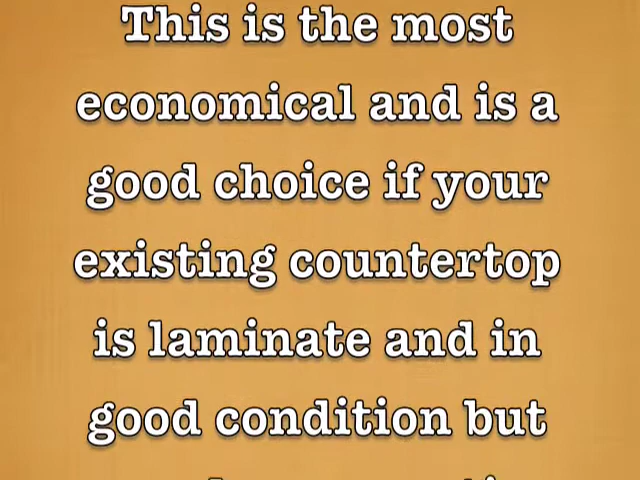 This is the most
economical and is a
good choice if your
existing countertop
is laminate and in
good condition but